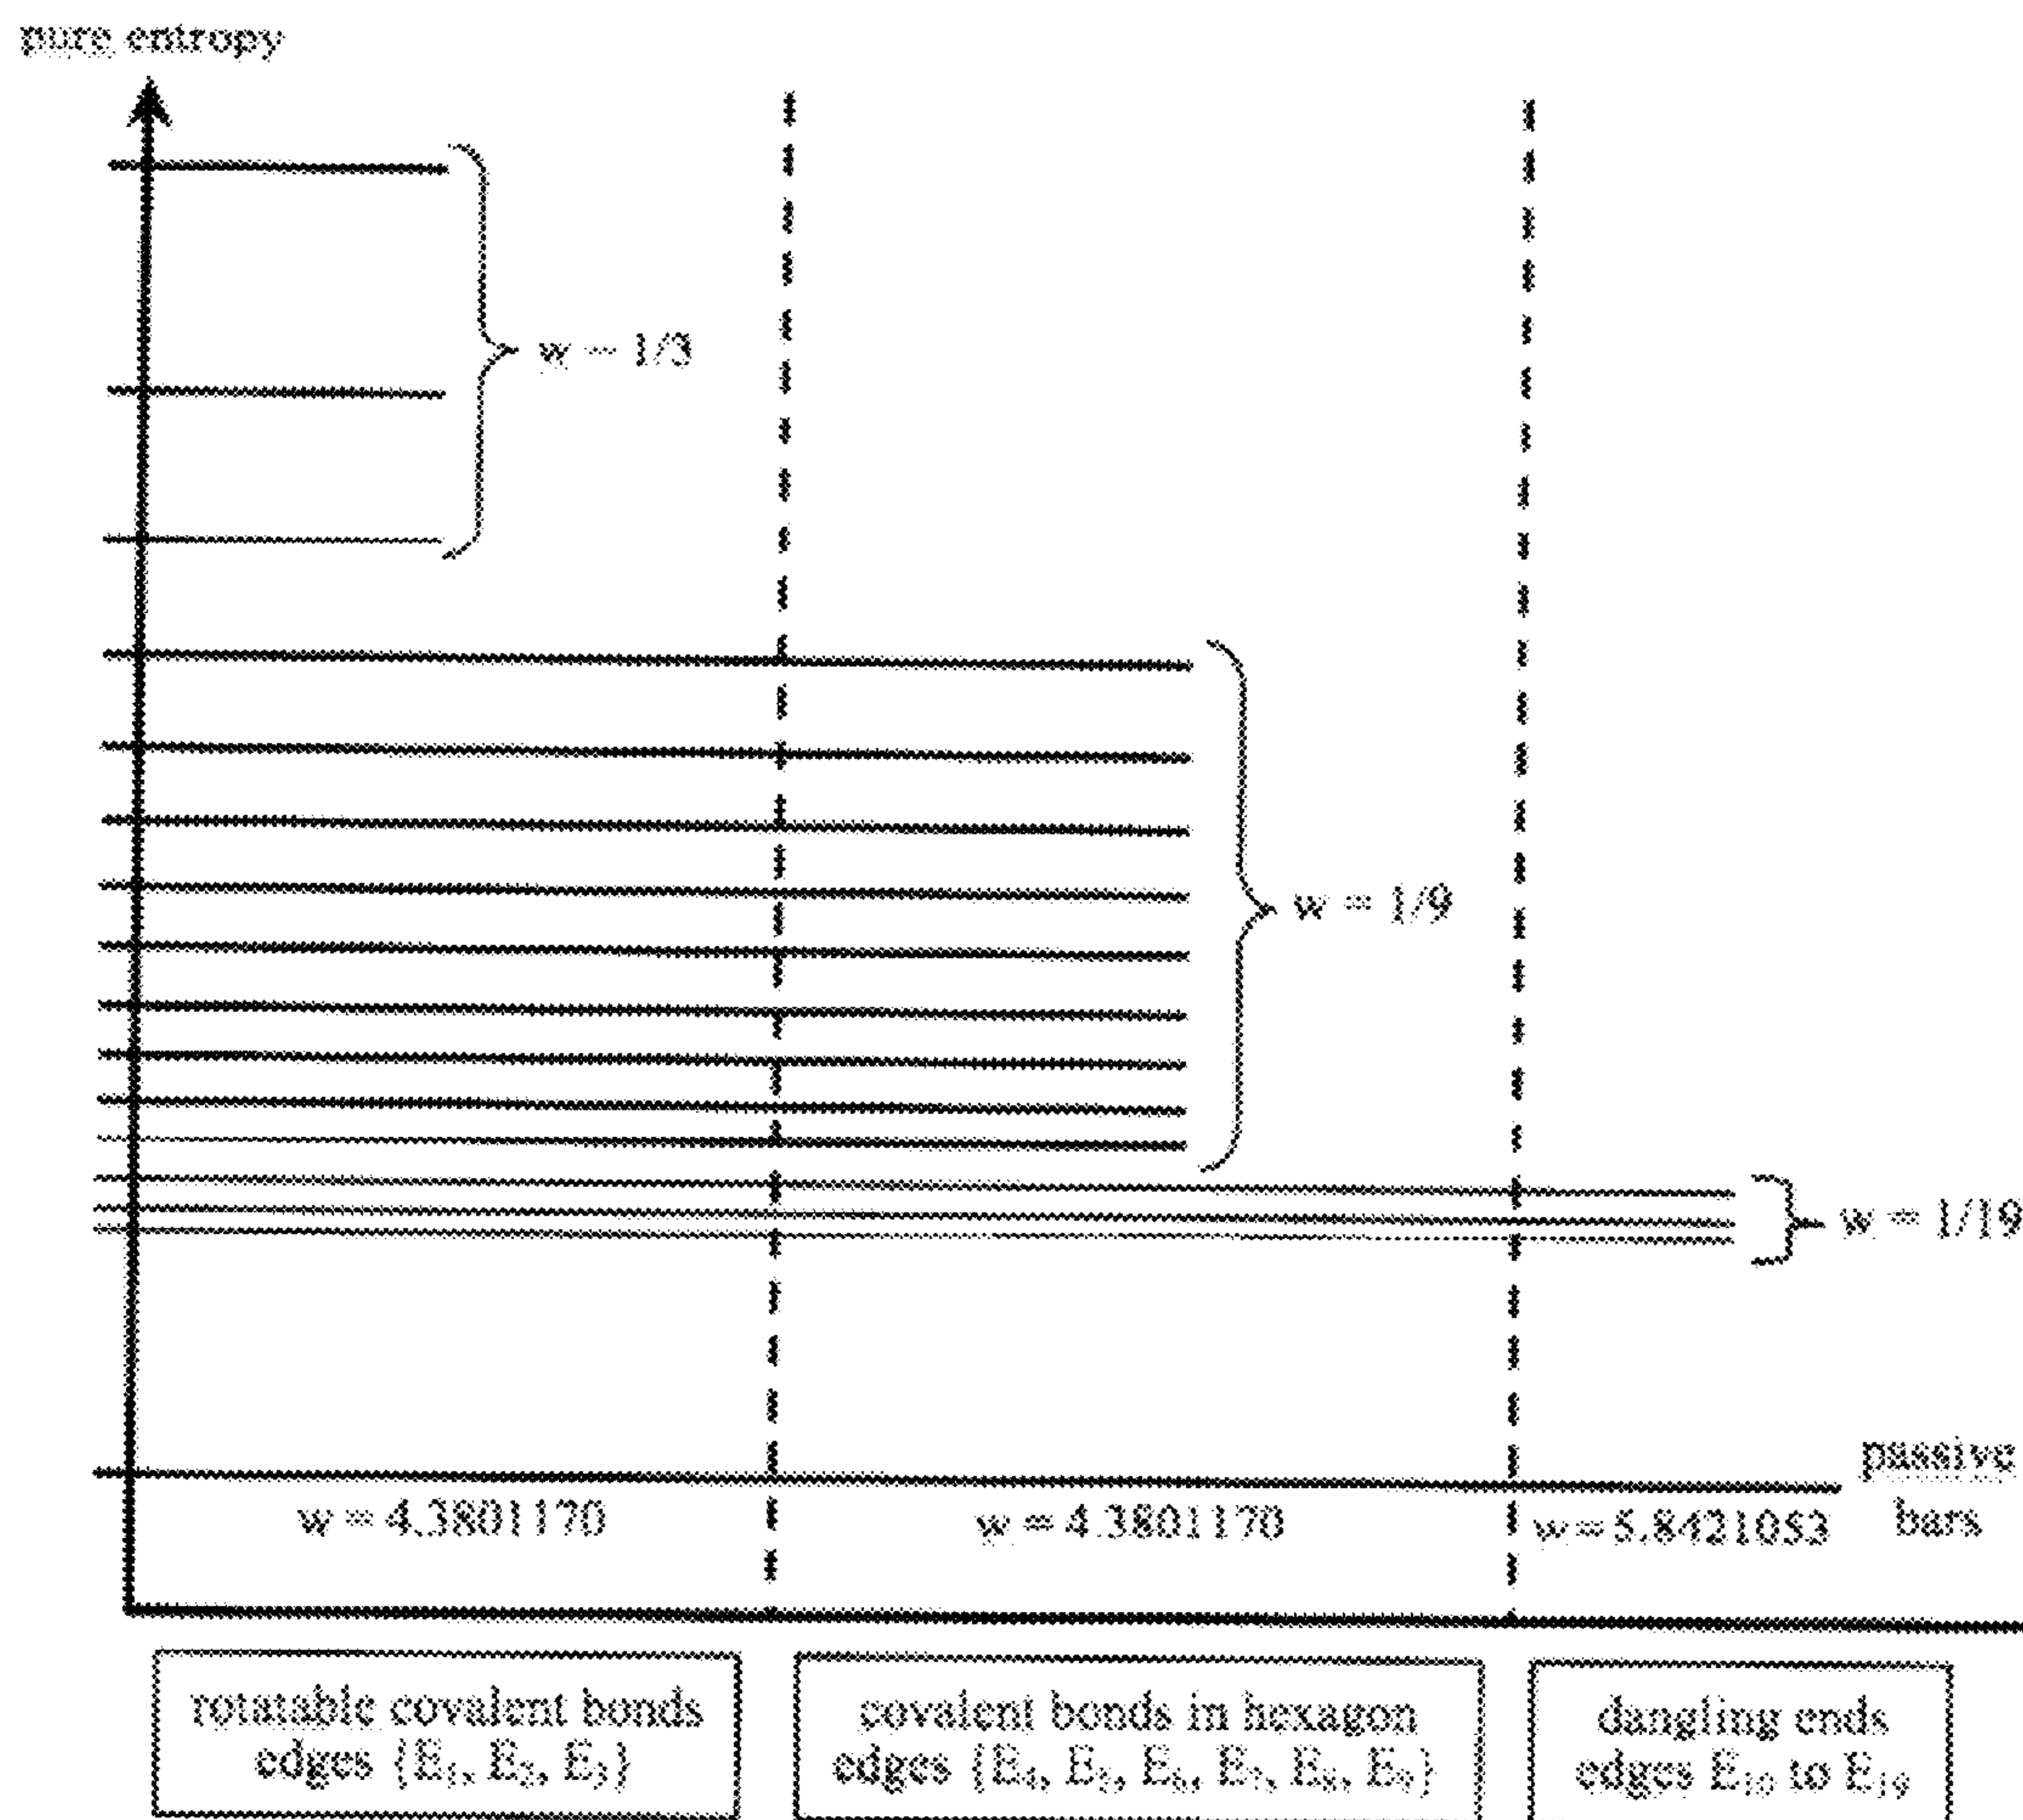 pure entropy
w = 1/3
w = 1/9
w = 1/19
passive
bars
w = 4.3801170
w = 4.3801170
w = 5.8421053
rotatable covalent bonds
edges {E₁, E₂, E₃}
covalent bonds in hexagon
edges {E₄, E₅, E₆, E₇, E₈, E₉}
dangling ends
edges E₁₀ to E₁₉